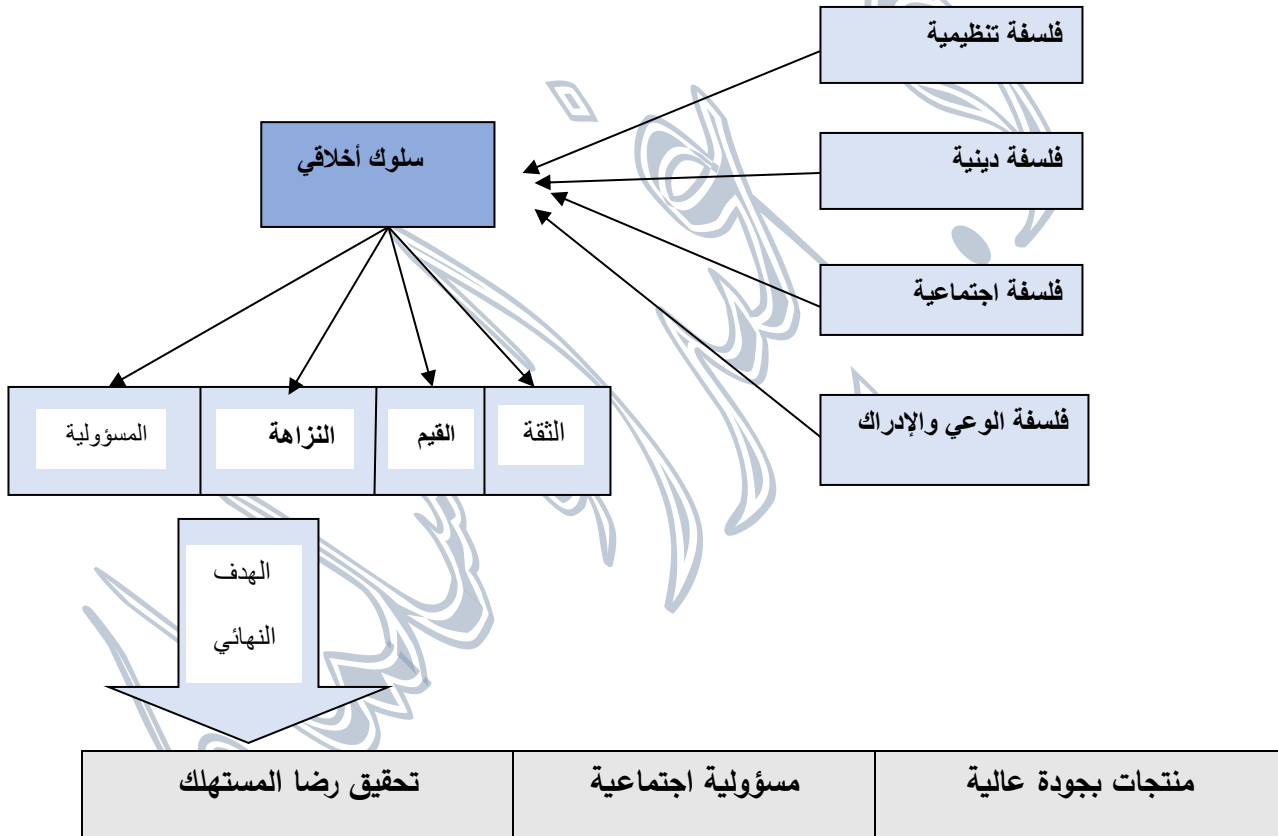 فلسفة تنظيمية
سلوك أخلاقي
فلسفة دينية
فلسفة اجتماعية
فلسفة الوعي والإدراك
الثقة
القيم
النزاهة
المسؤولية
الهدف
النهائي
منتجات بجودة عالية
مسؤولية اجتماعية
تحقيق رضا المستهلك